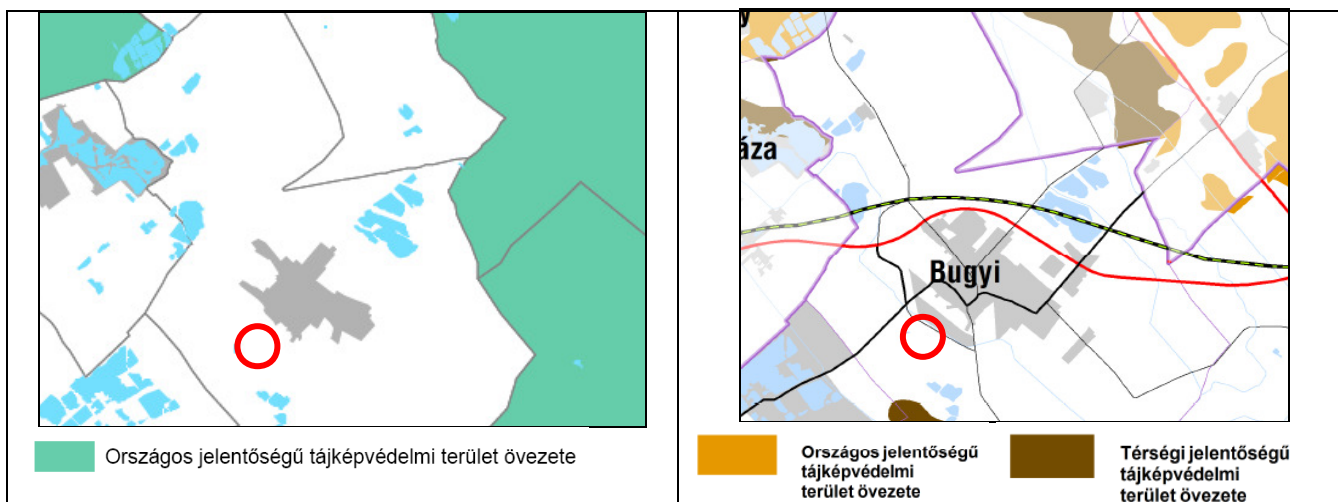 Országos jelentőségű tájképvédelmi terület övezete
y
áza
Bugyi
Országos jelentőségű
tájképvédelmi
terület övezete
Térségi jelentőségű
tájképvédelmi
terület övezete